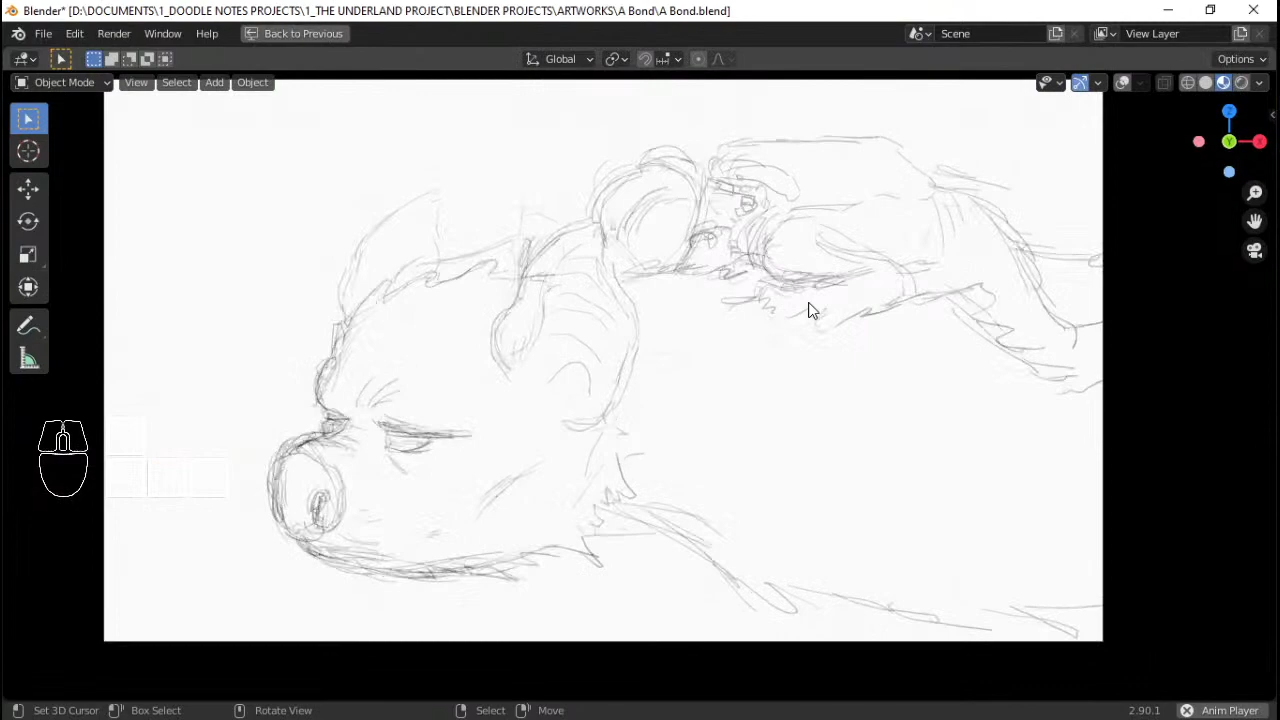 Blender* [D:\DOCUMENTS\1_DOODLE NOTES PROJECTS\1_THE UNDERLAND PROJECT\BLENDER PROJECTS\ARTWORKS\A Bond\A Bond.blend]
File Edit Render Window Help Back to Previous Scene View Layer
Global Options
Object Mode View Select Add Object
Z
Y X
Set 3D Cursor Box Select Rotate View Select Move 2.90.1 Anim Player